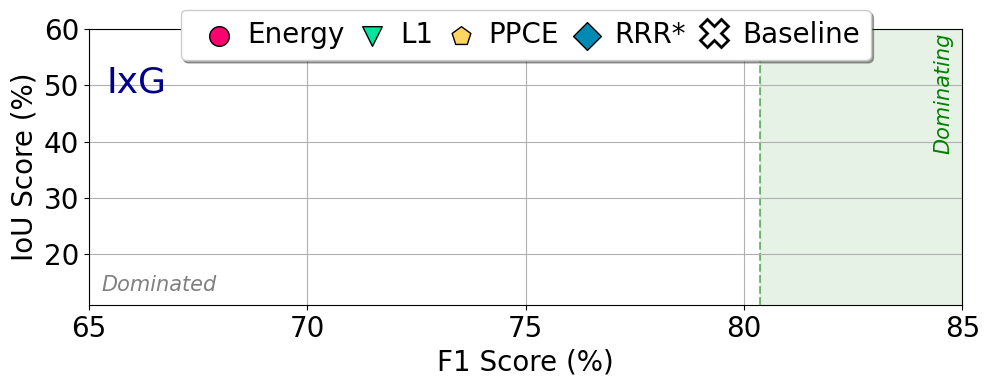 Energy L1 PPCE RRR* Baseline
IxG
Dominating
Dominated
60
50
40
30
20
IoU Score (%)
65 70 75 80 85
F1 Score (%)